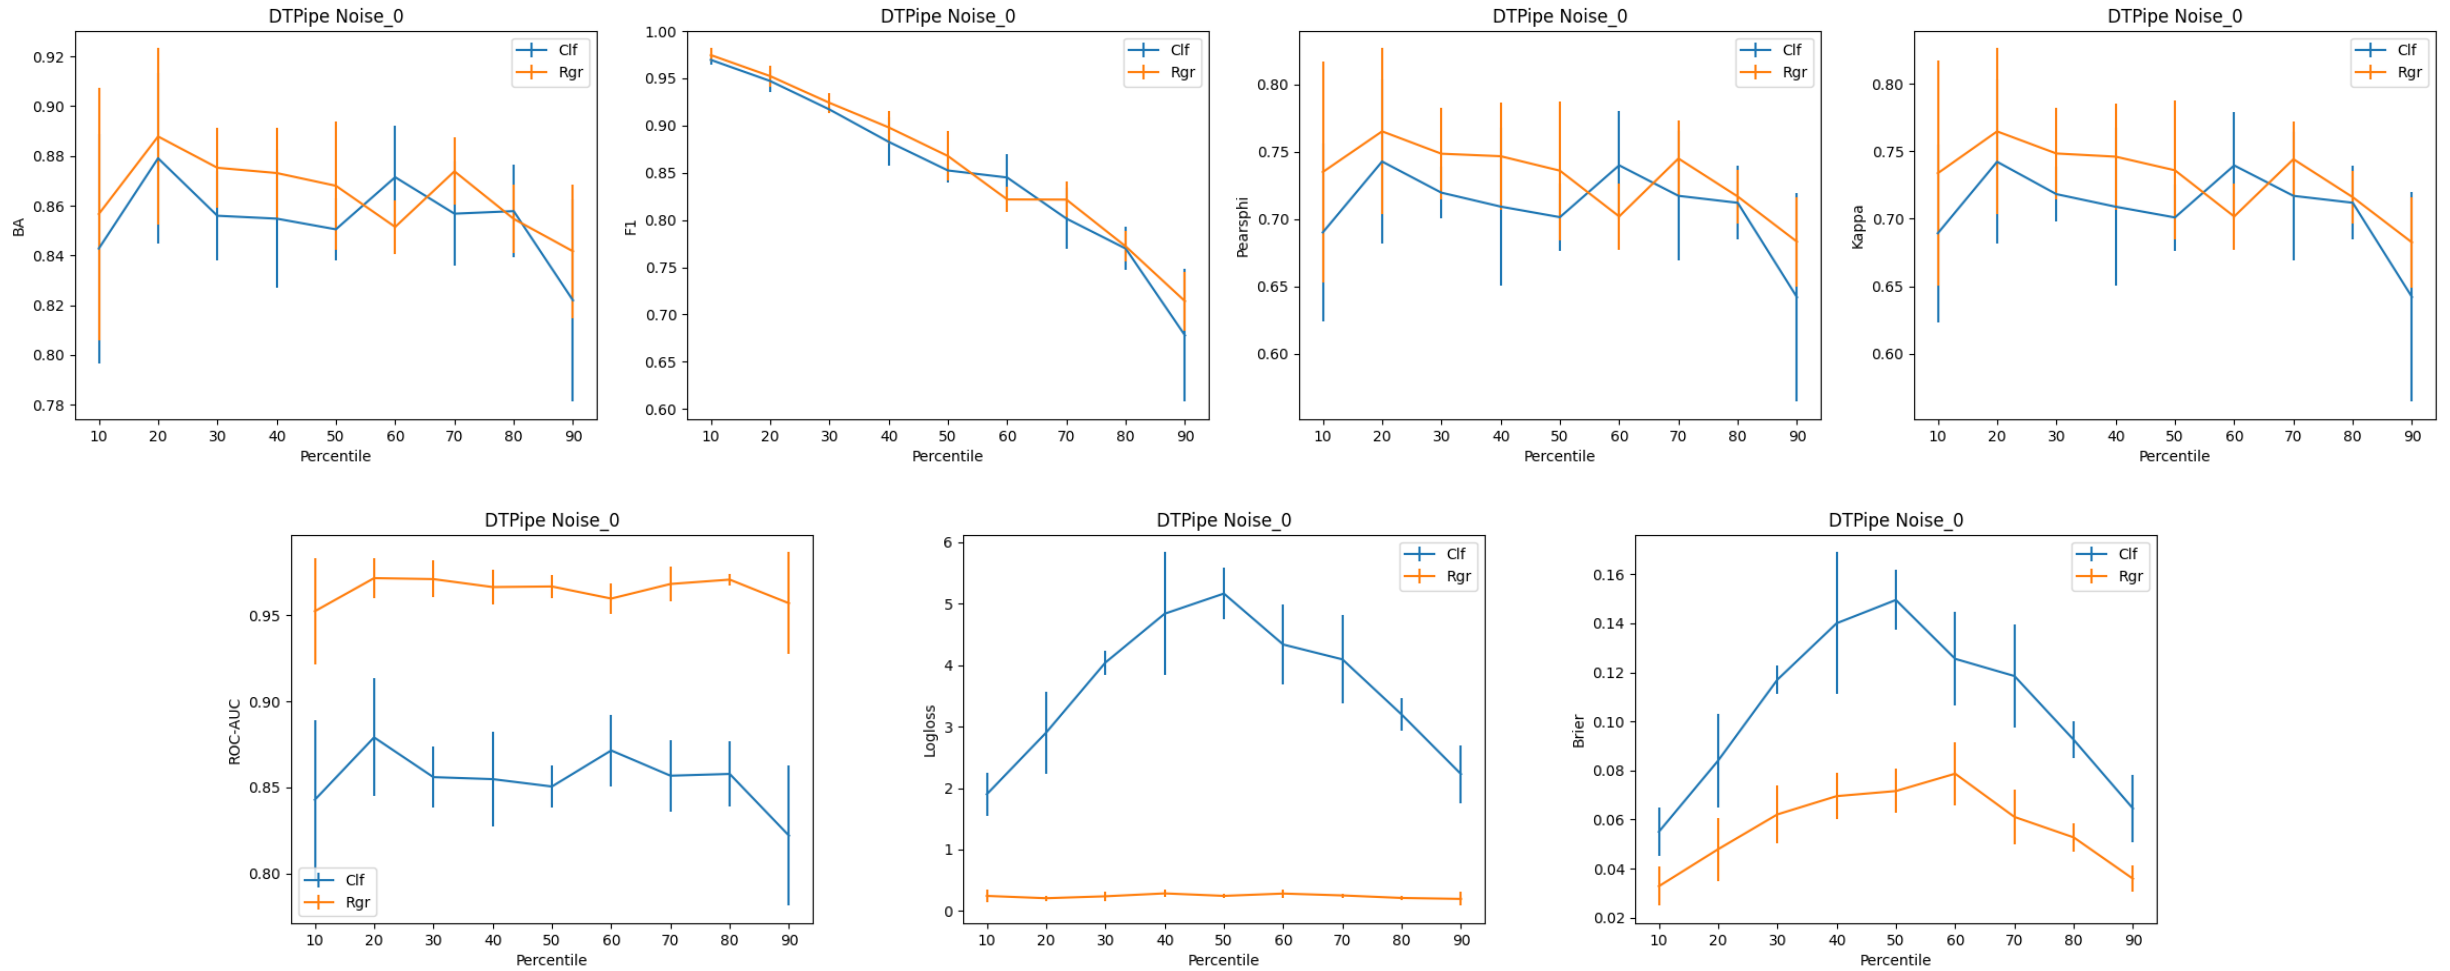 DTPipe Noise_0
BA
0.92
0.90
0.88
0.86
0.84
0.82
0.80
0.78
Clf
Rgr
10 20 30 40 50 60 70 80 90
Percentile
DTPipe Noise_0
F1
1.00
0.95
0.90
0.85
0.80
0.75
0.70
0.65
0.60
Clf
Rgr
10 20 30 40 50 60 70 80 90
Percentile
DTPipe Noise_0
Pearsphi
0.80
0.75
0.70
0.65
0.60
Clf
Rgr
10 20 30 40 50 60 70 80 90
Percentile
DTPipe Noise_0
Kappa
0.80
0.75
0.70
0.65
0.60
Clf
Rgr
10 20 30 40 50 60 70 80 90
Percentile
DTPipe Noise_0
ROC-AUC
0.95
0.90
0.85
0.80
Clf
Rgr
10 20 30 40 50 60 70 80 90
Percentile
DTPipe Noise_0
Logloss
6
5
4
3
2
1
0
Clf
Rgr
10 20 30 40 50 60 70 80 90
Percentile
DTPipe Noise_0
Brier
0.16
0.14
0.12
0.10
0.08
0.06
0.04
0.02
Clf
Rgr
10 20 30 40 50 60 70 80 90
Percentile